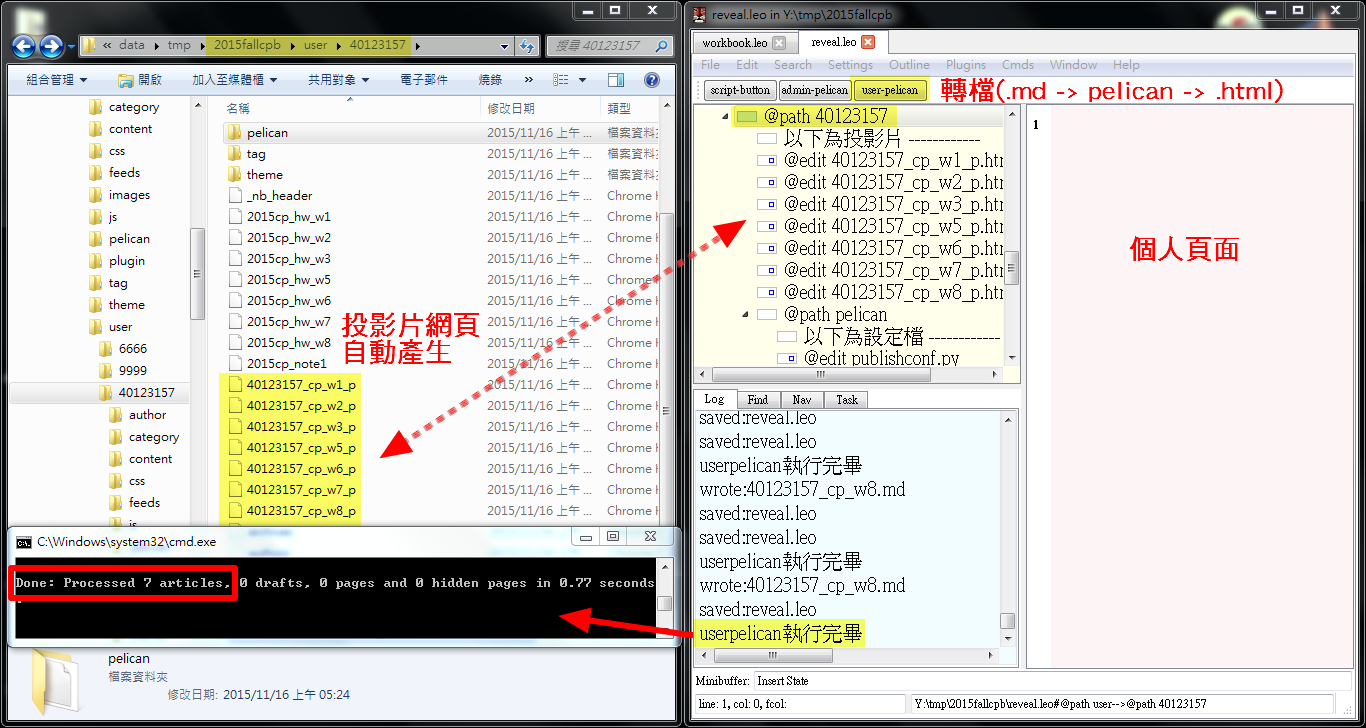 « data ▸ tmp ▸ 2015fallcpb ▸ user ▸ 40123157 ▸
搜尋 40123157
組合管理 開啟 加入至媒體櫃 共用對象 電子郵件 燒錄 »
category
content
css
feeds
images
js
pelican
plugin
tag
theme
user
6666
9999
40123157
author
category
content
css
feeds
js
名稱 修改日期 類型
pelican 2015/11/16 上午 ... 檔案資料夾
tag 2015/11/16 上午 ... 檔案資料夾
theme 2015/11/16 上午 ... 檔案資料夾
_nb_header 2015/11/16 上午 ... Chrome
2015cp_hw_w1 2015/11/16 上午 ... Chrome
2015cp_hw_w2 2015/11/16 上午 ... Chrome
2015cp_hw_w3 2015/11/16 上午 ... Chrome
2015cp_hw_w5 2015/11/16 上午 ... Chrome
2015cp_hw_w6 2015/11/16 上午 ... Chrome
2015cp_hw_w7 2015/11/16 上午 ... Chrome
2015cp_hw_w8 2015/11/16 上午 ... Chrome
2015cp_note1 2015/11/16 上午 ... Chrome
40123157_cp_w1_p 2015/11/16 上午 ... Chrome
40123157_cp_w2_p 2015/11/16 上午 ... Chrome
40123157_cp_w3_p 2015/11/16 上午 ... Chrome
40123157_cp_w5_p 2015/11/16 上午 ... Chrome
40123157_cp_w6_p 2015/11/16 上午 ... Chrome
40123157_cp_w7_p 2015/11/16 上午 ... Chrome
40123157_cp_w8_p 2015/11/16 上午 ... Chrome
投影片網頁
自動產生
C:\Windows\system32\cmd.exe
Done: Processed 7 articles, 0 drafts, 0 pages and 0 hidden pages in 0.77 seconds
pelican
檔案資料夾
修改日期: 2015/11/16 上午 05:24
reveal.leo in Y:\tmp\2015fallcpb
workbook.leo reveal.leo
File Edit Search Settings Outline Plugins Cmds Window Help
script-button admin-pelican user-pelican
轉檔(.md -> pelican -> .html)
@path 40123157
以下為投影片 ------------
@edit 40123157_cp_w1_p.htr
@edit 40123157_cp_w2_p.htr
@edit 40123157_cp_w3_p.htr
@edit 40123157_cp_w5_p.htr
@edit 40123157_cp_w6_p.htr
@edit 40123157_cp_w7_p.htr
@edit 40123157_cp_w8_p.htr
@path pelican
以下為設定檔 ------------
@edit publishconf.py
1
個人頁面
Log Find Nav Task
saved:reveal.leo
saved:reveal.leo
userpelican執行完畢
wrote:40123157_cp_w8.md
saved:reveal.leo
saved:reveal.leo
userpelican執行完畢
wrote:40123157_cp_w8.md
saved:reveal.leo
userpelican執行完畢
Minibuffer: Insert State
line: 1, col: 0, fcol:
Y:\tmp\2015fallcpb\reveal.leo#@path user-->@path 40123157